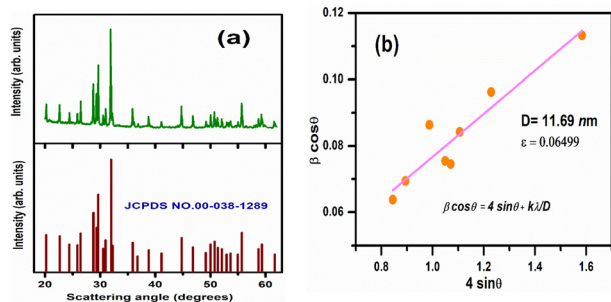 (a)
Intensity (arb. units)
Intensity (arb. units)
JCPDS NO.00-038-1289
20 30 40 50 60
Scattering angle (degrees)
(b)
0.12
0.10
0.08
0.06
β cosθ
D= 11.69 nm
ε = 0.06499
β cosθ = 4 sinθ+ kλ/D
0.8 1.0 1.2 1.4 1.6
4 sinθ